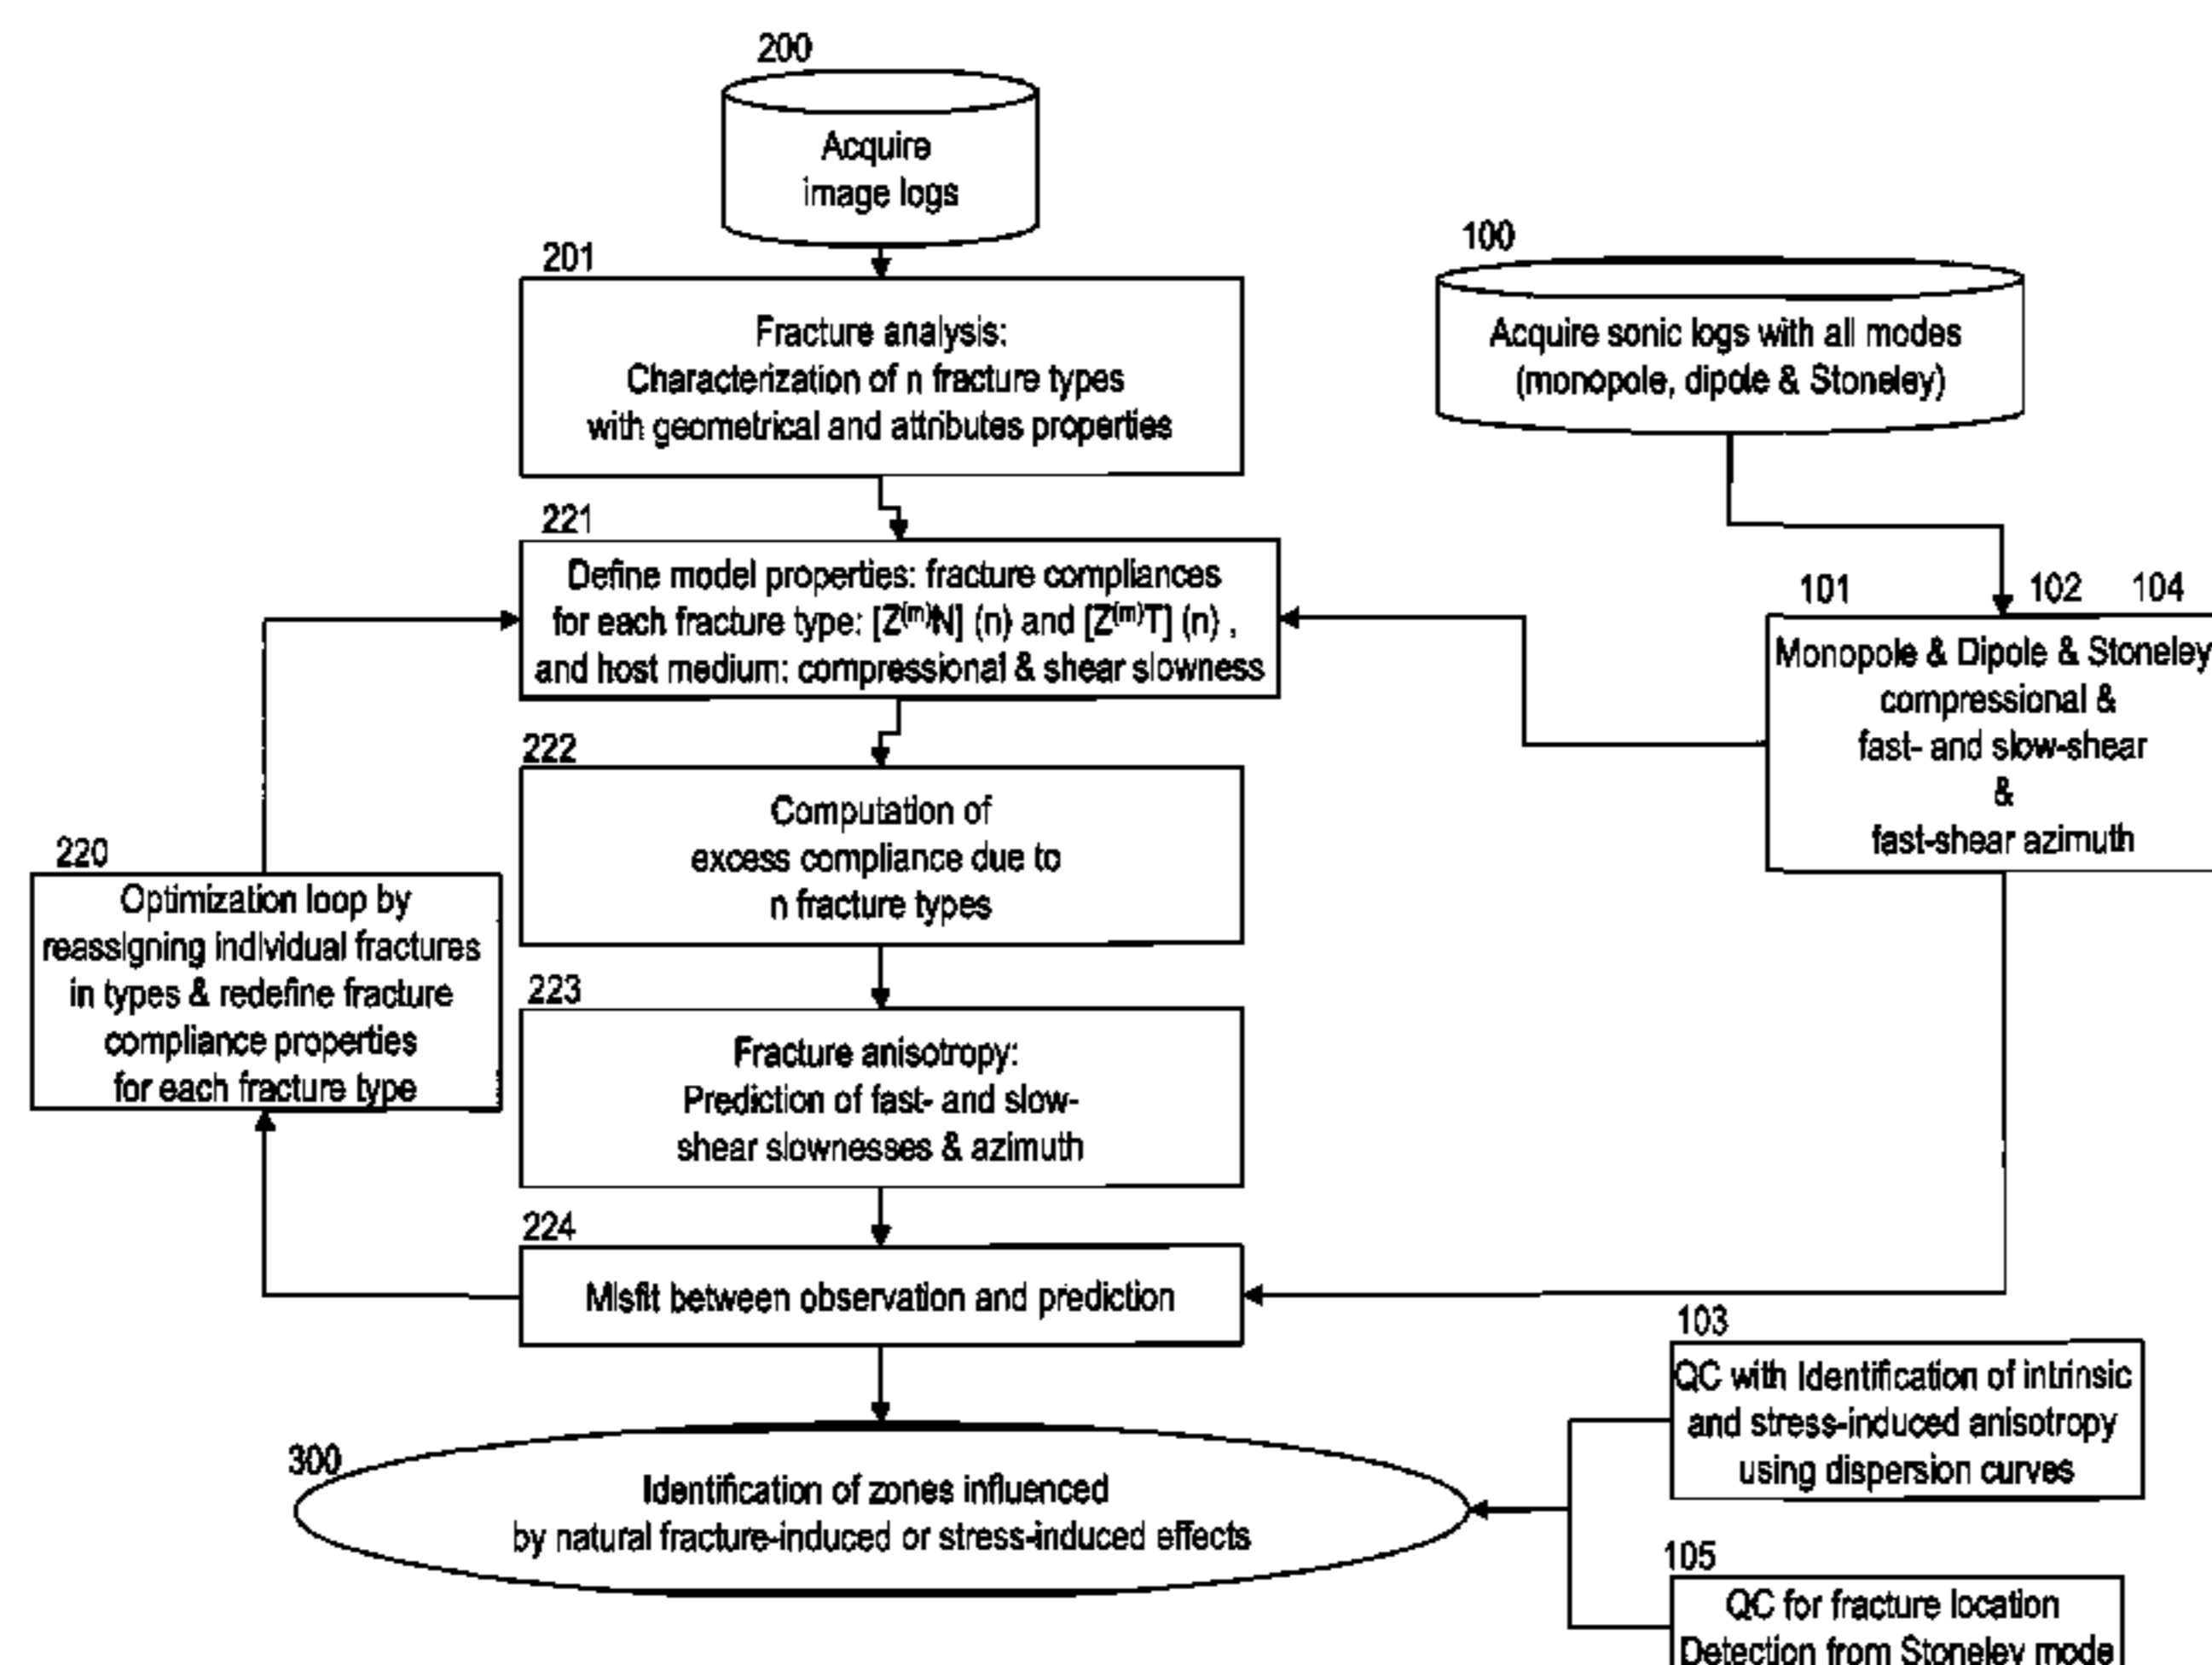 200
Acquire
image logs
201
Fracture analysis:
Characterization of n fracture types
with geometrical and attributes properties
100
Acquire sonic logs with all modes
(monopole, dipole & Stoneley)
221
Define model properties: fracture compliances
for each fracture type: [Z(m)N] (n) and [Z(m)T] (n) ,
and host medium: compressional & shear slowness
101 102 104
Monopole & Dipole & Stoneley
compressional &
fast- and slow-shear
&
fast-shear azimuth
222
Computation of
excess compliance due to
n fracture types
220
Optimization loop by
reassigning individual fractures
in types & redefine fracture
compliance properties
for each fracture type
223
Fracture anisotropy:
Prediction of fast- and slow-
shear slownesses & azimuth
224
Misfit between observation and prediction
103
QC with Identification of intrinsic
and stress-induced anisotropy
using dispersion curves
300
Identification of zones influenced
by natural fracture-induced or stress-induced effects
105
QC for fracture location
Detection from Stoneley mode